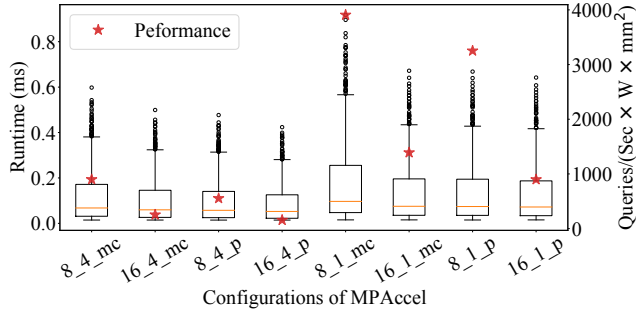 Peformance
0.8
0.6
0.4
0.2
0.0
Runtime (ms)
4000
3000
2000
1000
0
Queries/(Sec × W × mm²)
8_4_mc
16_4_mc
8_4_p
16_4_p
8_1_mc
16_1_mc
8_1_p
16_1_p
Configurations of MPAccel